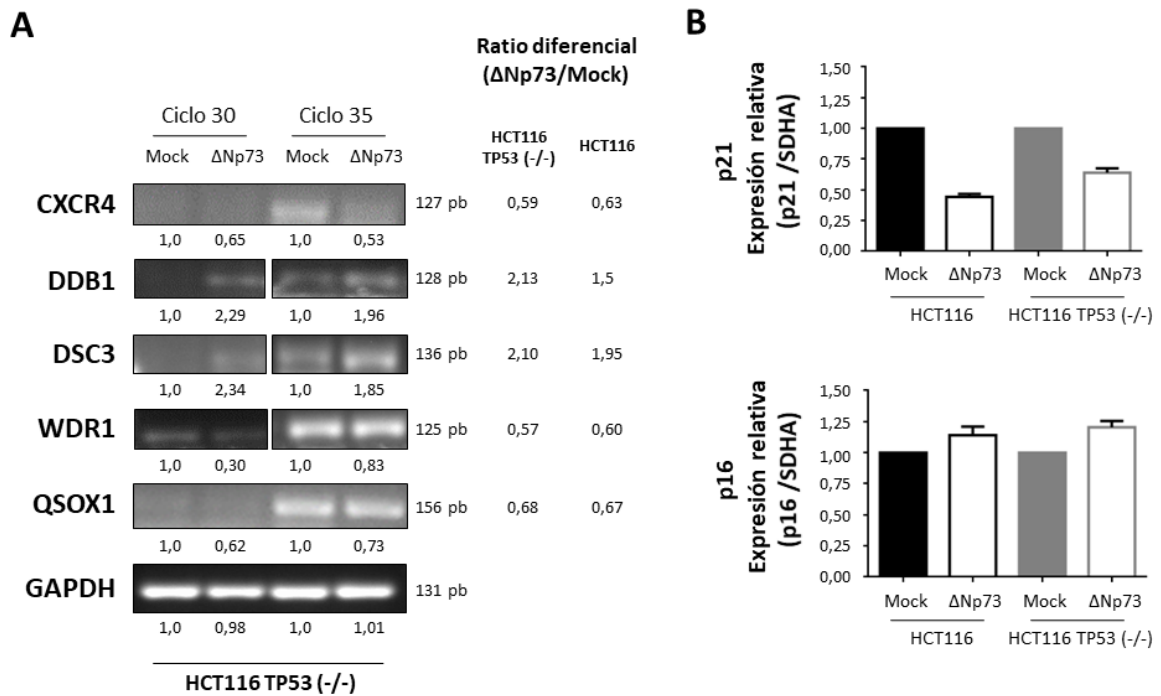 A
Ratio diferencial
(ΔNp73/Mock)
Ciclo 30 Ciclo 35
Mock ΔNp73 Mock ΔNp73
HCT116
TP53 (-/-)
HCT116
CXCR4 127 pb 0,59 0,63
1,0 0,65 1,0 0,53
DDB1 128 pb 2,13 1,5
1,0 2,29 1,0 1,96
DSC3 136 pb 2,10 1,95
1,0 2,34 1,0 1,85
WDR1 125 pb 0,57 0,60
1,0 0,30 1,0 0,83
QSOX1 156 pb 0,68 0,67
1,0 0,62 1,0 0,73
GAPDH 131 pb
1,0 0,98 1,0 1,01
HCT116 TP53 (-/-)
B
p21
Expresión relativa
(p21 /SDHA)
1,50
1,25
1,00
0,75
0,50
0,25
0,00
Mock ΔNp73 Mock ΔNp73
HCT116 HCT116 TP53 (-/-)
p16
Expresión relativa
(p16 /SDHA)
1,50
1,25
1,00
0,75
0,50
0,25
0,00
Mock ΔNp73 Mock ΔNp73
HCT116 HCT116 TP53 (-/-)